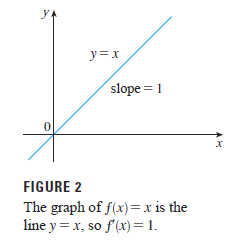 y
y = x
slope = 1
0
x
FIGURE 2
The graph of f(x) = x is the
line y = x, so f′(x) = 1.